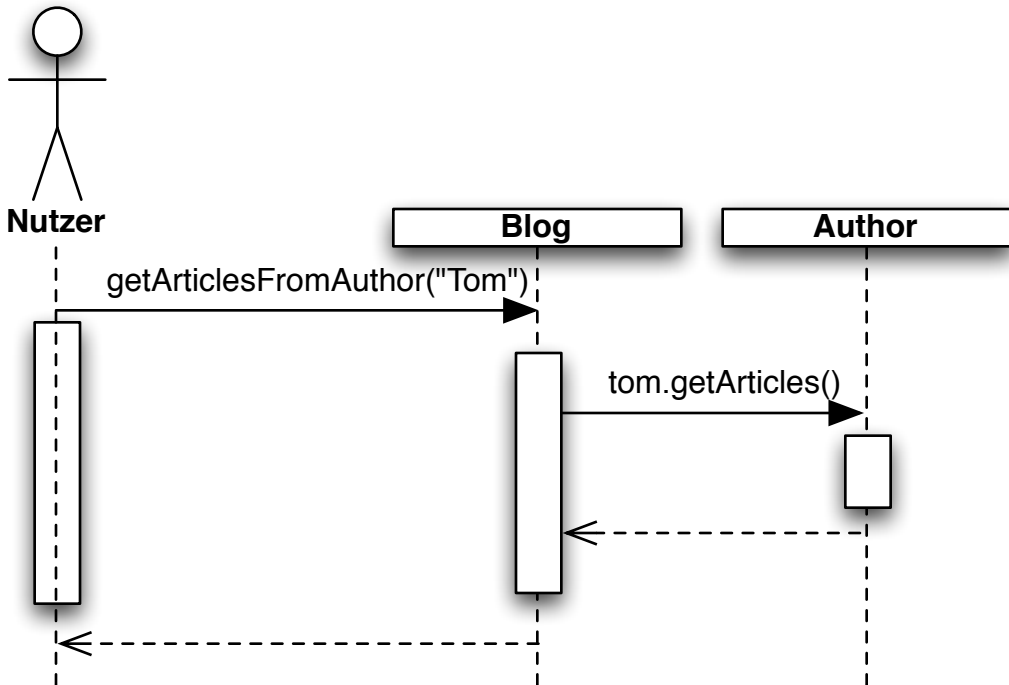 Nutzer
Blog
Author
getArticlesFromAuthor("Tom")
tom.getArticles()